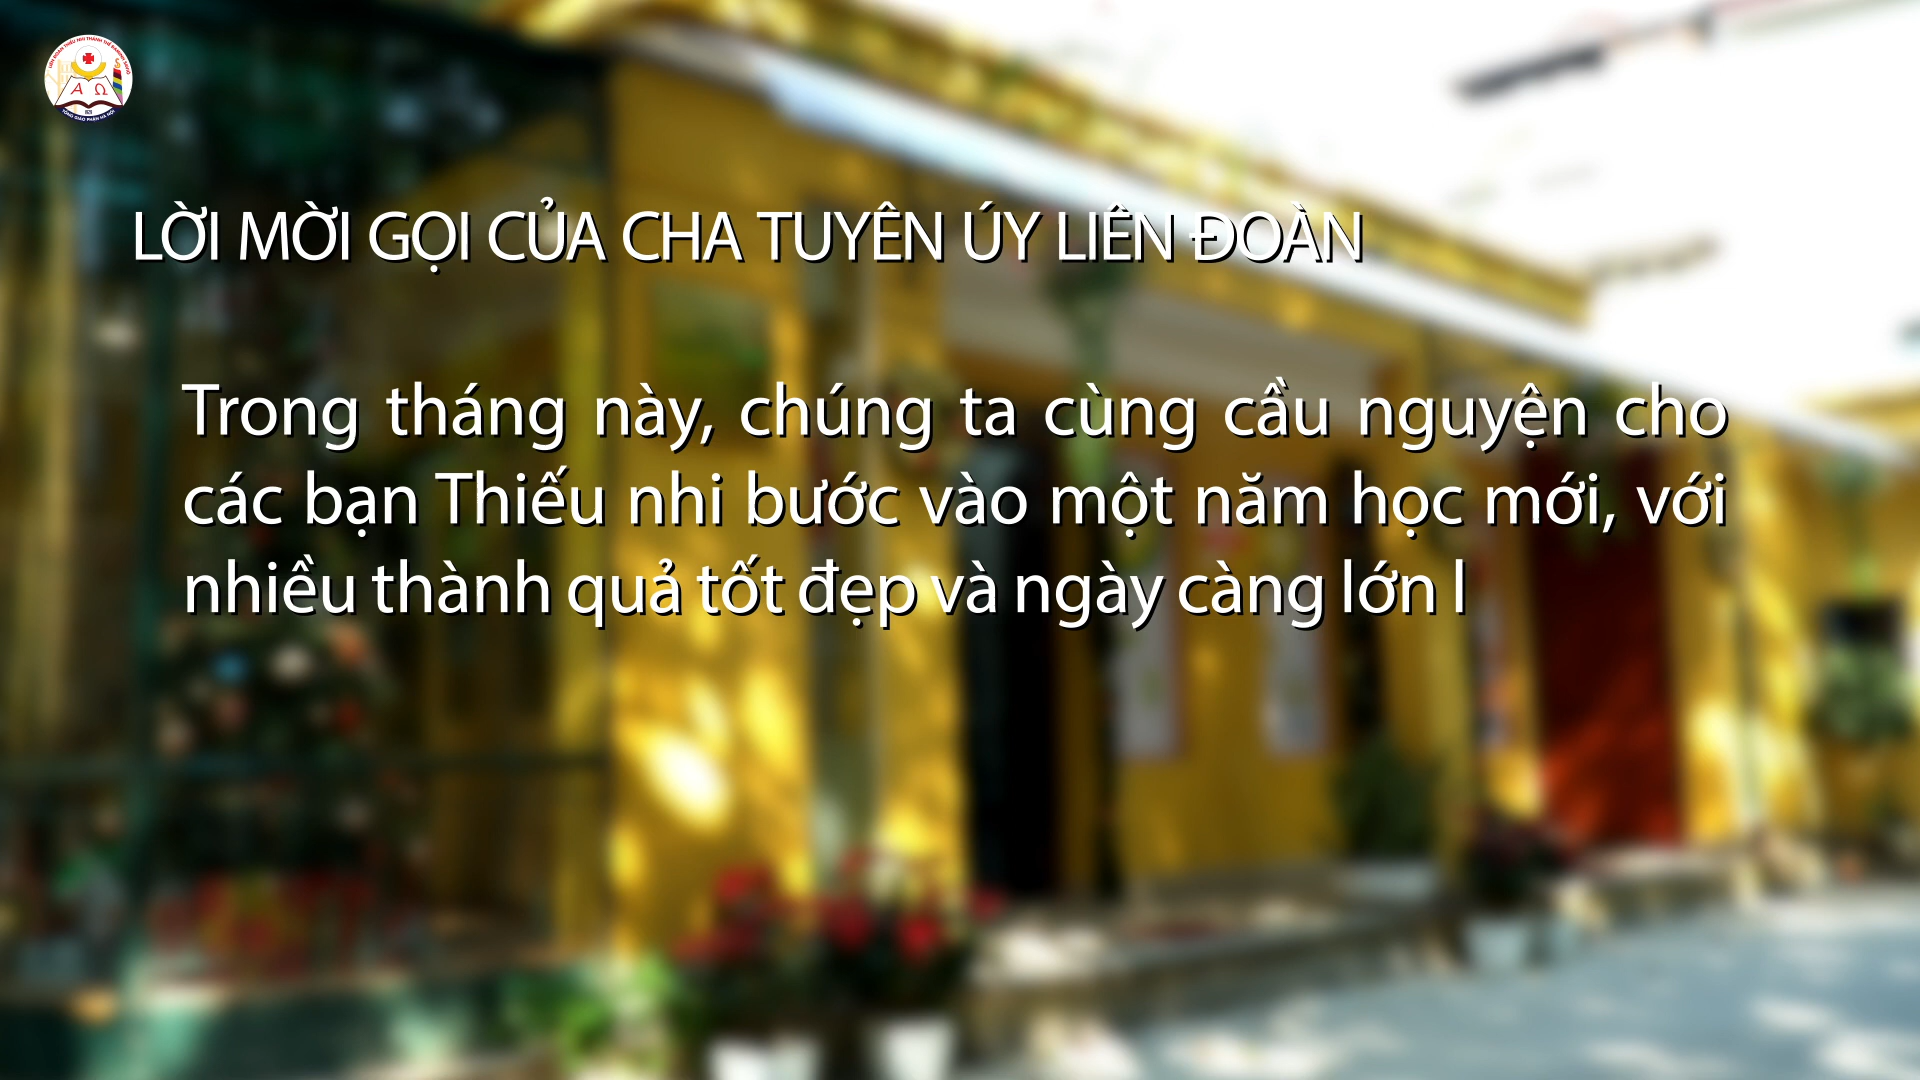 LỜI MỜI GỌI CỦA CHA TUYÊN ÚY LIÊN ĐOÀN
Trong tháng này, chúng ta cùng cầu nguyện cho
các bạn Thiếu nhi bước vào một năm học mới, với
nhiều thành quả tốt đẹp và ngày càng lớn l